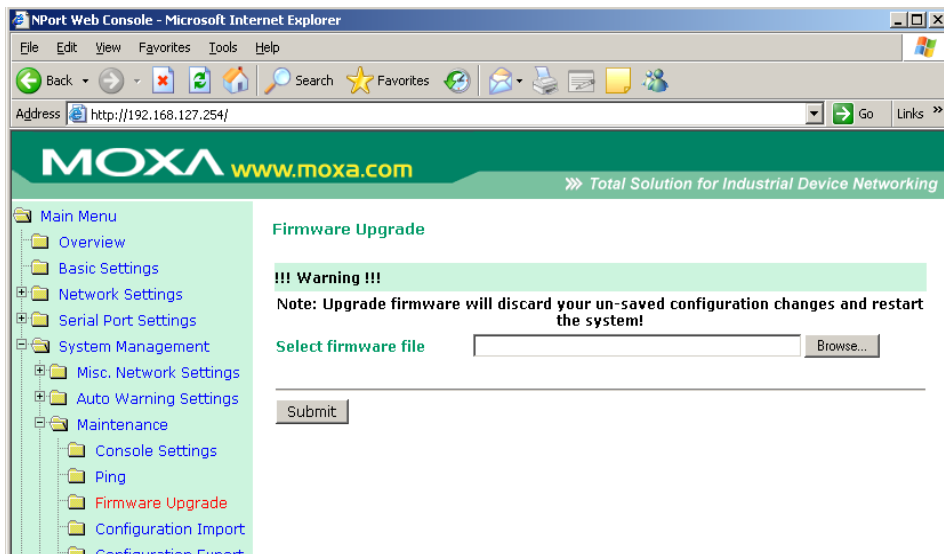 NPort Web Console - Microsoft Internet Explorer
File Edit View Favorites Tools Help
Back Search Favorites
Address http://192.168.127.254/ Go Links »
MOXA www.moxa.com
Total Solution for Industrial Device Networking
Main Menu
Overview
Basic Settings
Network Settings
Serial Port Settings
System Management
Misc. Network Settings
Auto Warning Settings
Maintenance
Console Settings
Ping
Firmware Upgrade
Configuration Import
Configuration Export
Firmware Upgrade
!!! Warning !!!
Note: Upgrade firmware will discard your un-saved configuration changes and restart
the system!
Select firmware file Browse...
Submit